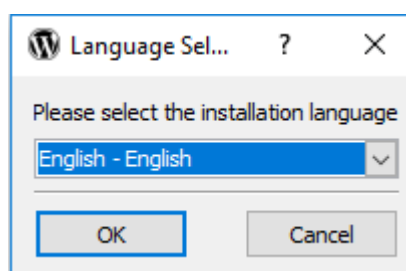 Language Sel... ?
Please select the installation language
English - English
OK Cancel